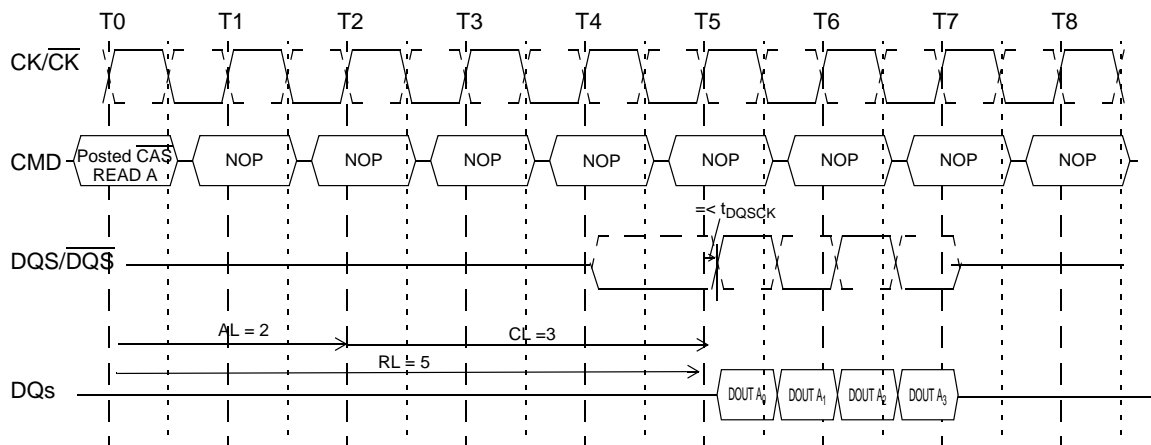 T0 T1 T2 T3 T4 T5 T6 T7 T8
CK/CK
CMD
Posted CAS
READ A
NOP NOP NOP NOP NOP NOP NOP NOP
=< tDQSCK
DQS/DQS
AL = 2
CL =3
RL = 5
DQs
DOUT A0 DOUT A1 DOUT A2 DOUT A3